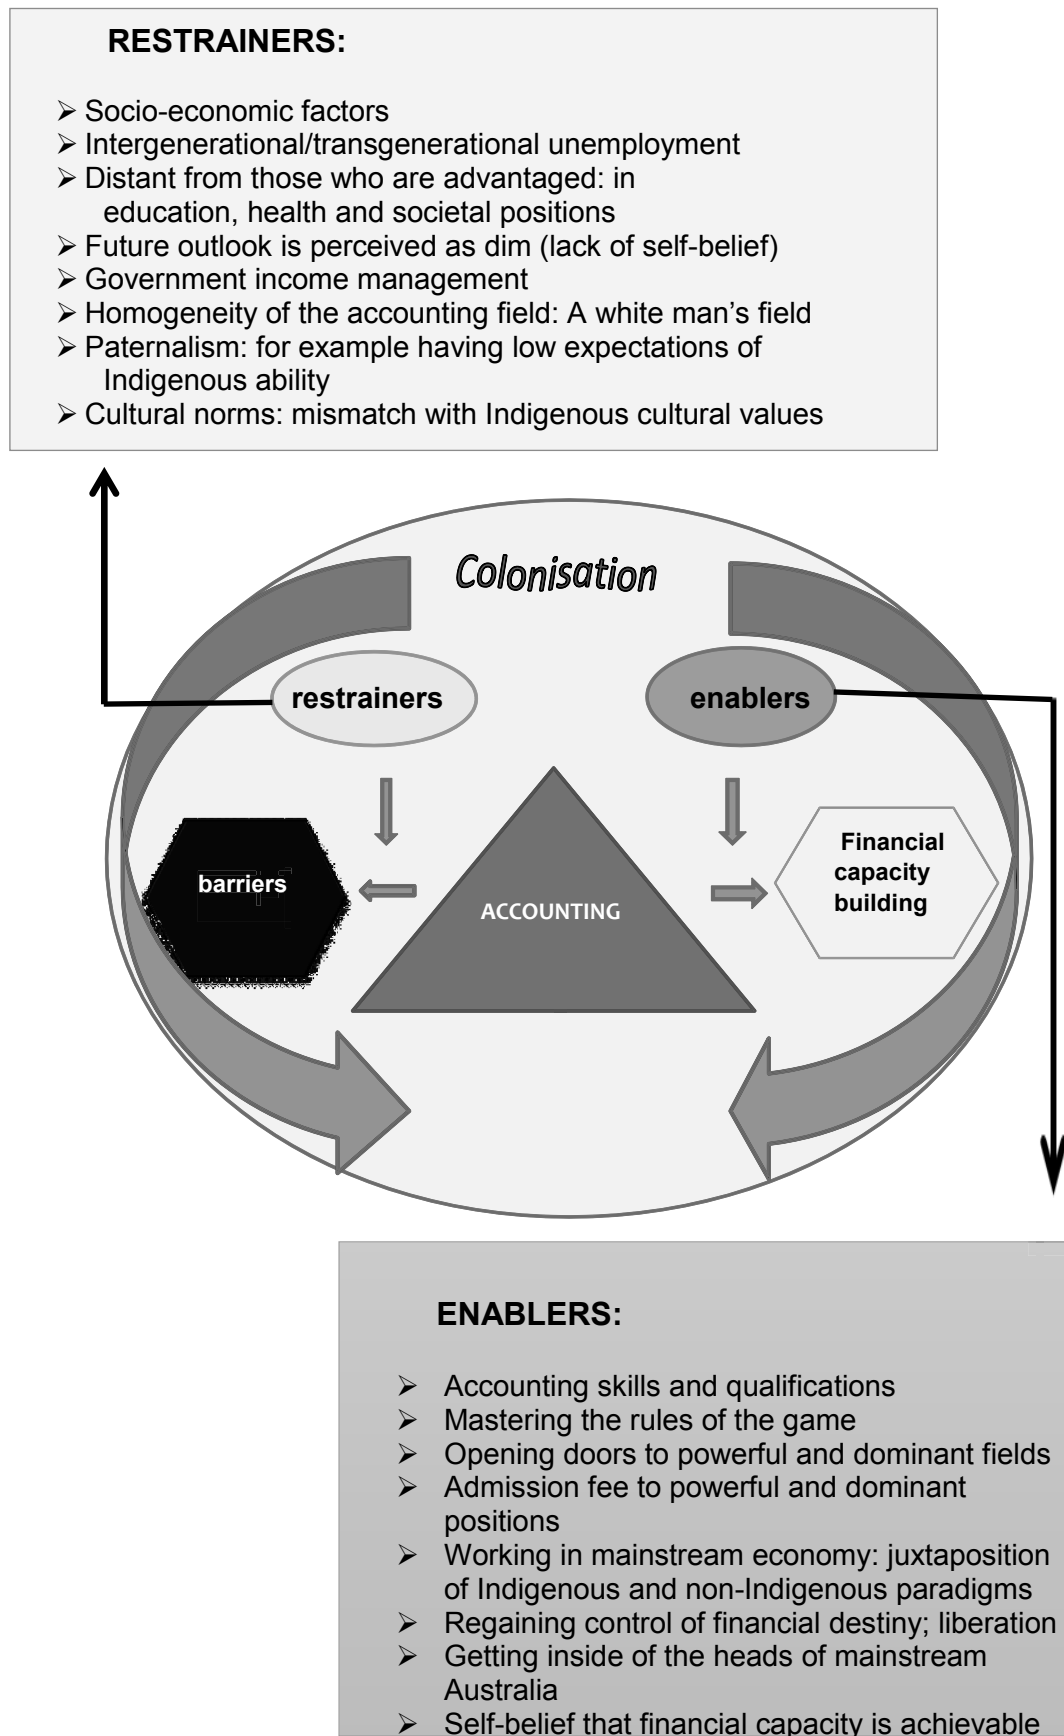 RESTRAINERS:
➢ Socio-economic factors
➢ Intergenerational/transgenerational unemployment
➢ Distant from those who are advantaged: in
education, health and societal positions
➢ Future outlook is perceived as dim (lack of self-belief)
➢ Government income management
➢ Homogeneity of the accounting field: A white man’s field
➢ Paternalism: for example having low expectations of
Indigenous ability
➢ Cultural norms: mismatch with Indigenous cultural values
Colonisation
restrainers
enablers
barriers
ACCOUNTING
Financial
capacity
building
ENABLERS:
➢ Accounting skills and qualifications
➢ Mastering the rules of the game
➢ Opening doors to powerful and dominant fields
➢ Admission fee to powerful and dominant
positions
➢ Working in mainstream economy: juxtaposition
of Indigenous and non-Indigenous paradigms
➢ Regaining control of financial destiny; liberation
➢ Getting inside of the heads of mainstream
Australia
➢ Self-belief that financial capacity is achievable